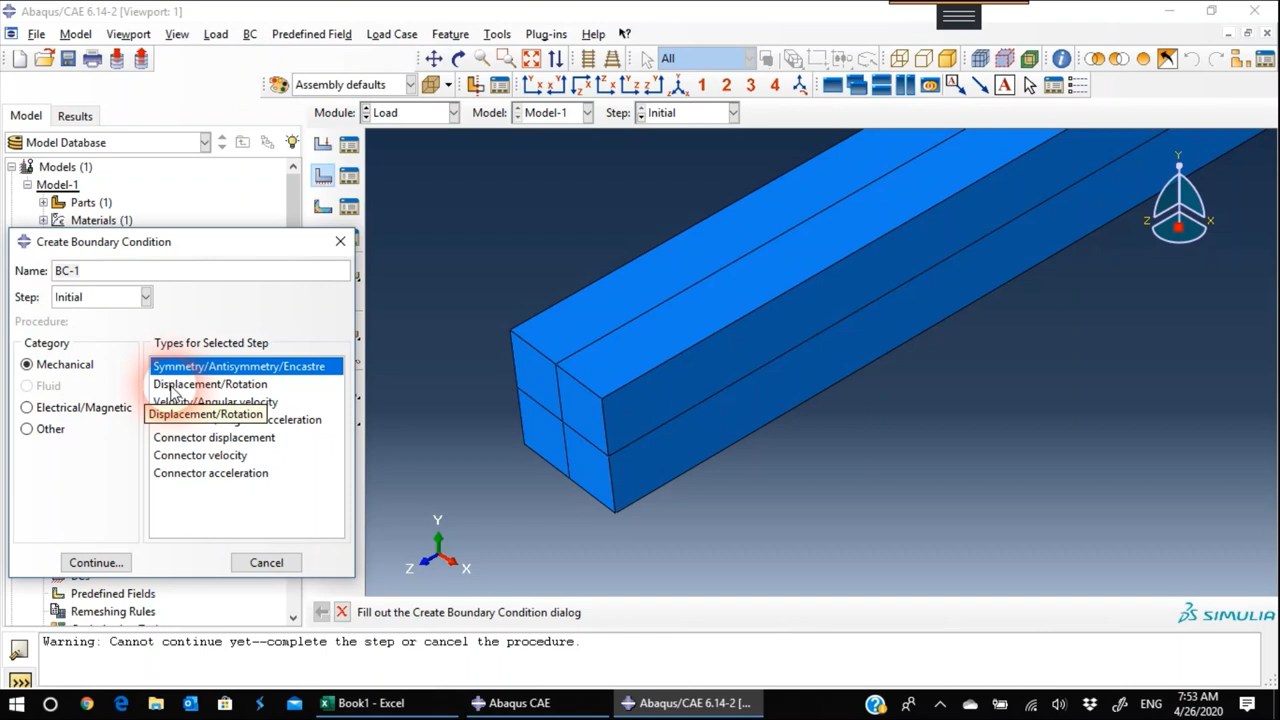 Abaqus/CAE 6.14-2 [Viewport: 1]
File Model Viewport View Load BC Predefined Field Load Case Feature Tools Plug-ins Help
All
Assembly defaults
1 2 3 4
Module: Load Model: Model-1 Step: Initial
Model Results
Model Database
Models (1)
Model-1
Parts (1)
Materials (1)
Create Boundary Condition
Name: BC-1
Step: Initial
Procedure:
Category
Types for Selected Step
Mechanical
Fluid
Electrical/Magnetic
Other
Symmetry/Antisymmetry/Encastre
Displacement/Rotation
Velocity/Angular velocity
Displacement/Rotation
acceleration
Connector displacement
Connector velocity
Connector acceleration
Continue...
Cancel
Predefined Fields
Remeshing Rules
Y
Z
X
Y
Z
X
Fill out the Create Boundary Condition dialog
SIMULIA
Warning: Cannot continue yet--complete the step or cancel the procedure.
>>>
Book1 - Excel
Abaqus CAE
Abaqus/CAE 6.14-2 [...
ENG
7:53 AM
4/26/2020